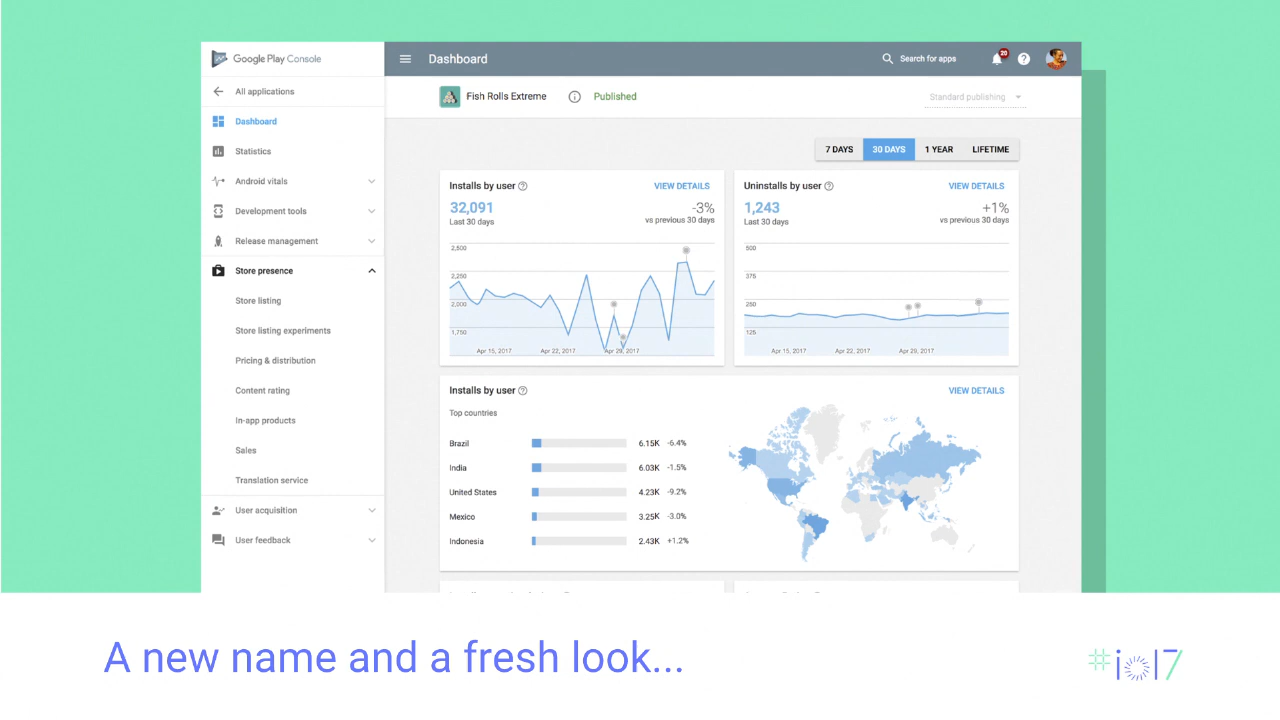 Google Play Console
Dashboard
Search for apps
20
All applications
Fish Rolls Extreme
Published
Standard publishing
Dashboard
Statistics
Android vitals
Development tools
Release management
Store presence
Store listing
Store listing experiments
Pricing & distribution
Content rating
In-app products
Sales
Translation service
User acquisition
User feedback
7 DAYS 30 DAYS 1 YEAR LIFETIME
Installs by user VIEW DETAILS
32,091 -3%
Last 30 days vs previous 30 days
2,500
2,250
2,000
1,750
Apr 15, 2017 Apr 22, 2017 Apr 29, 2017
Uninstalls by user VIEW DETAILS
1,243 +1%
Last 30 days vs previous 30 days
500
375
250
125
Apr 15, 2017 Apr 22, 2017 Apr 29, 2017
Installs by user VIEW DETAILS
Top countries
Brazil 6.15K -6.4%
India 6.03K -1.5%
United States 4.23K -9.2%
Mexico 3.25K -3.0%
Indonesia 2.43K +1.2%
A new name and a fresh look...
#io17